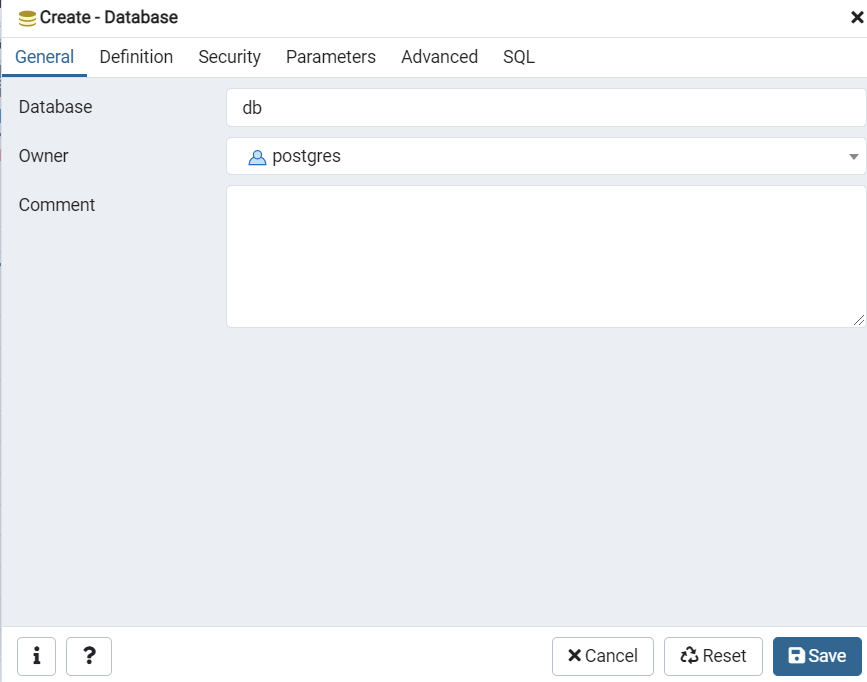 Create - Database
General Definition Security Parameters Advanced SQL
Database db
Owner postgres
Comment
i ? Cancel Reset Save